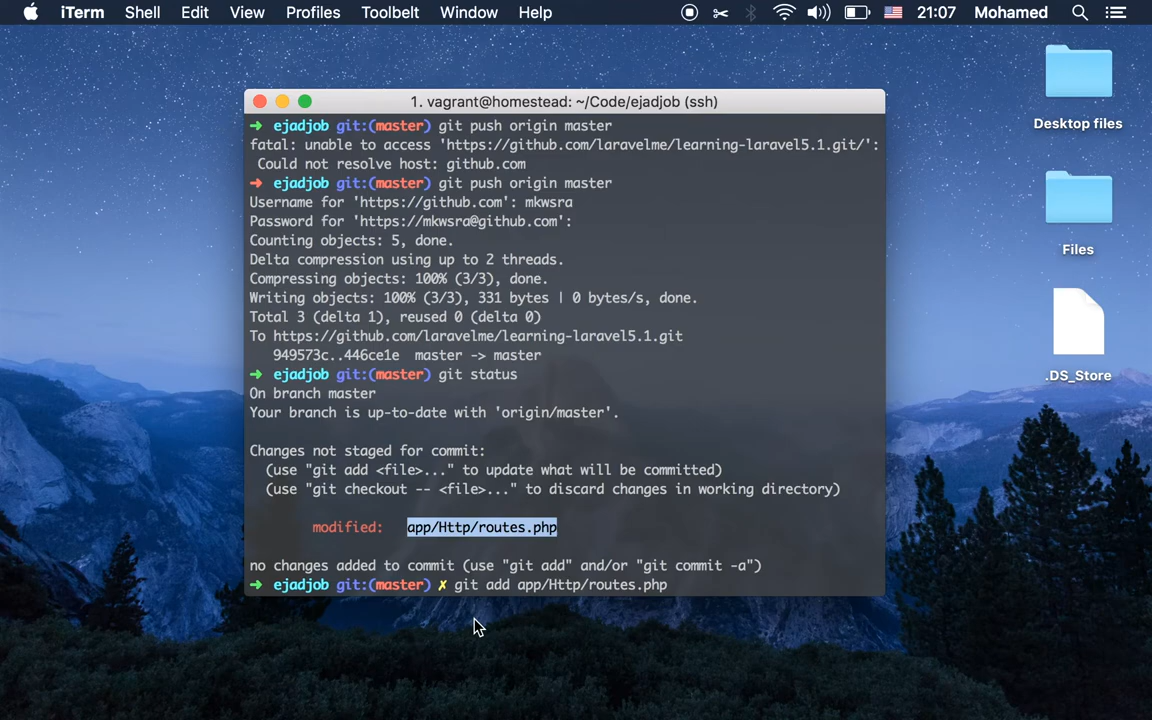 iTerm Shell Edit View Profiles Toolbelt Window Help 21:07 Mohamed
1. vagrant@homestead: ~/Code/ejadjob (ssh)
➜ ejadjob git:(master) git push origin master
fatal: unable to access 'https://github.com/laravelme/learning-laravel5.1.git/':
Could not resolve host: github.com
➜ ejadjob git:(master) git push origin master
Username for 'https://github.com': mkwsra
Password for 'https://mkwsra@github.com':
Counting objects: 5, done.
Delta compression using up to 2 threads.
Compressing objects: 100% (3/3), done.
Writing objects: 100% (3/3), 331 bytes | 0 bytes/s, done.
Total 3 (delta 1), reused 0 (delta 0)
To https://github.com/laravelme/learning-laravel5.1.git
949573c..446ce1e master -> master
➜ ejadjob git:(master) git status
On branch master
Your branch is up-to-date with 'origin/master'.
Changes not staged for commit:
(use "git add <file>..." to update what will be committed)
(use "git checkout -- <file>..." to discard changes in working directory)
modified: app/Http/routes.php
no changes added to commit (use "git add" and/or "git commit -a")
➜ ejadjob git:(master) ✗ git add app/Http/routes.php
Desktop files
Files
.DS_Store